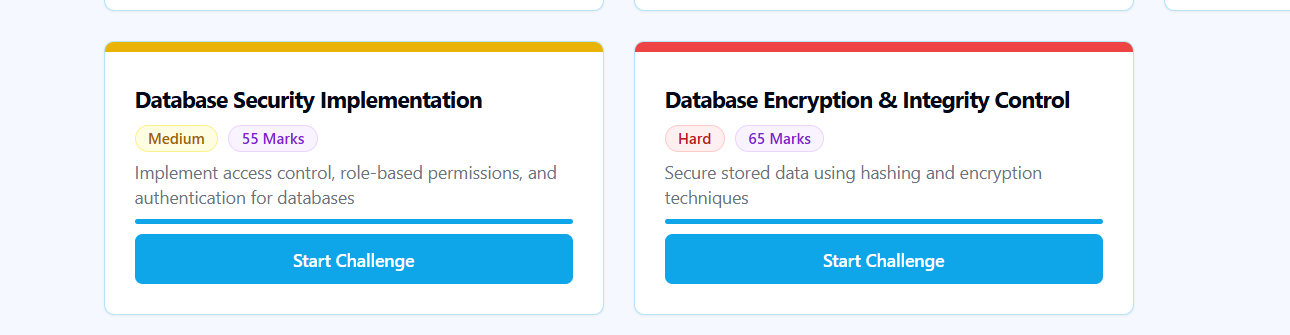 Database Security Implementation
Medium
55 Marks
Implement access control, role-based permissions, and
authentication for databases
Start Challenge
Database Encryption & Integrity Control
Hard
65 Marks
Secure stored data using hashing and encryption
techniques
Start Challenge